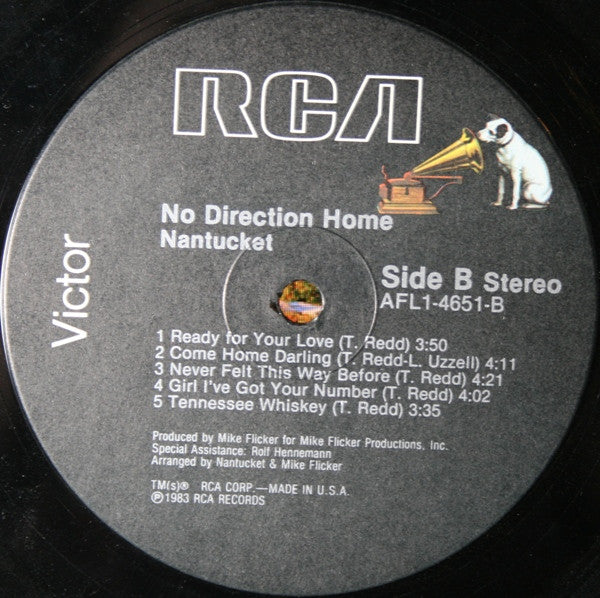 RCA
Victor
No Direction Home
Nantucket
Side B Stereo
AFL1-4651-B
1 Ready for Your Love (T. Redd) 3:50
2 Come Home Darling (T. Redd-L. Uzzell) 4:11
3 Never Felt This Way Before (T. Redd) 4:21
4 Girl I've Got Your Number (T. Redd) 4:02
5 Tennessee Whiskey (T. Redd) 3:35
Produced by Mike Flicker for Mike Flicker Productions, Inc.
Special Assistance: Rolf Hennemann
Arranged by Nantucket & Mike Flicker
TM(s)® RCA CORP.—MADE IN U.S.A.
Ⓟ1983 RCA RECORDS